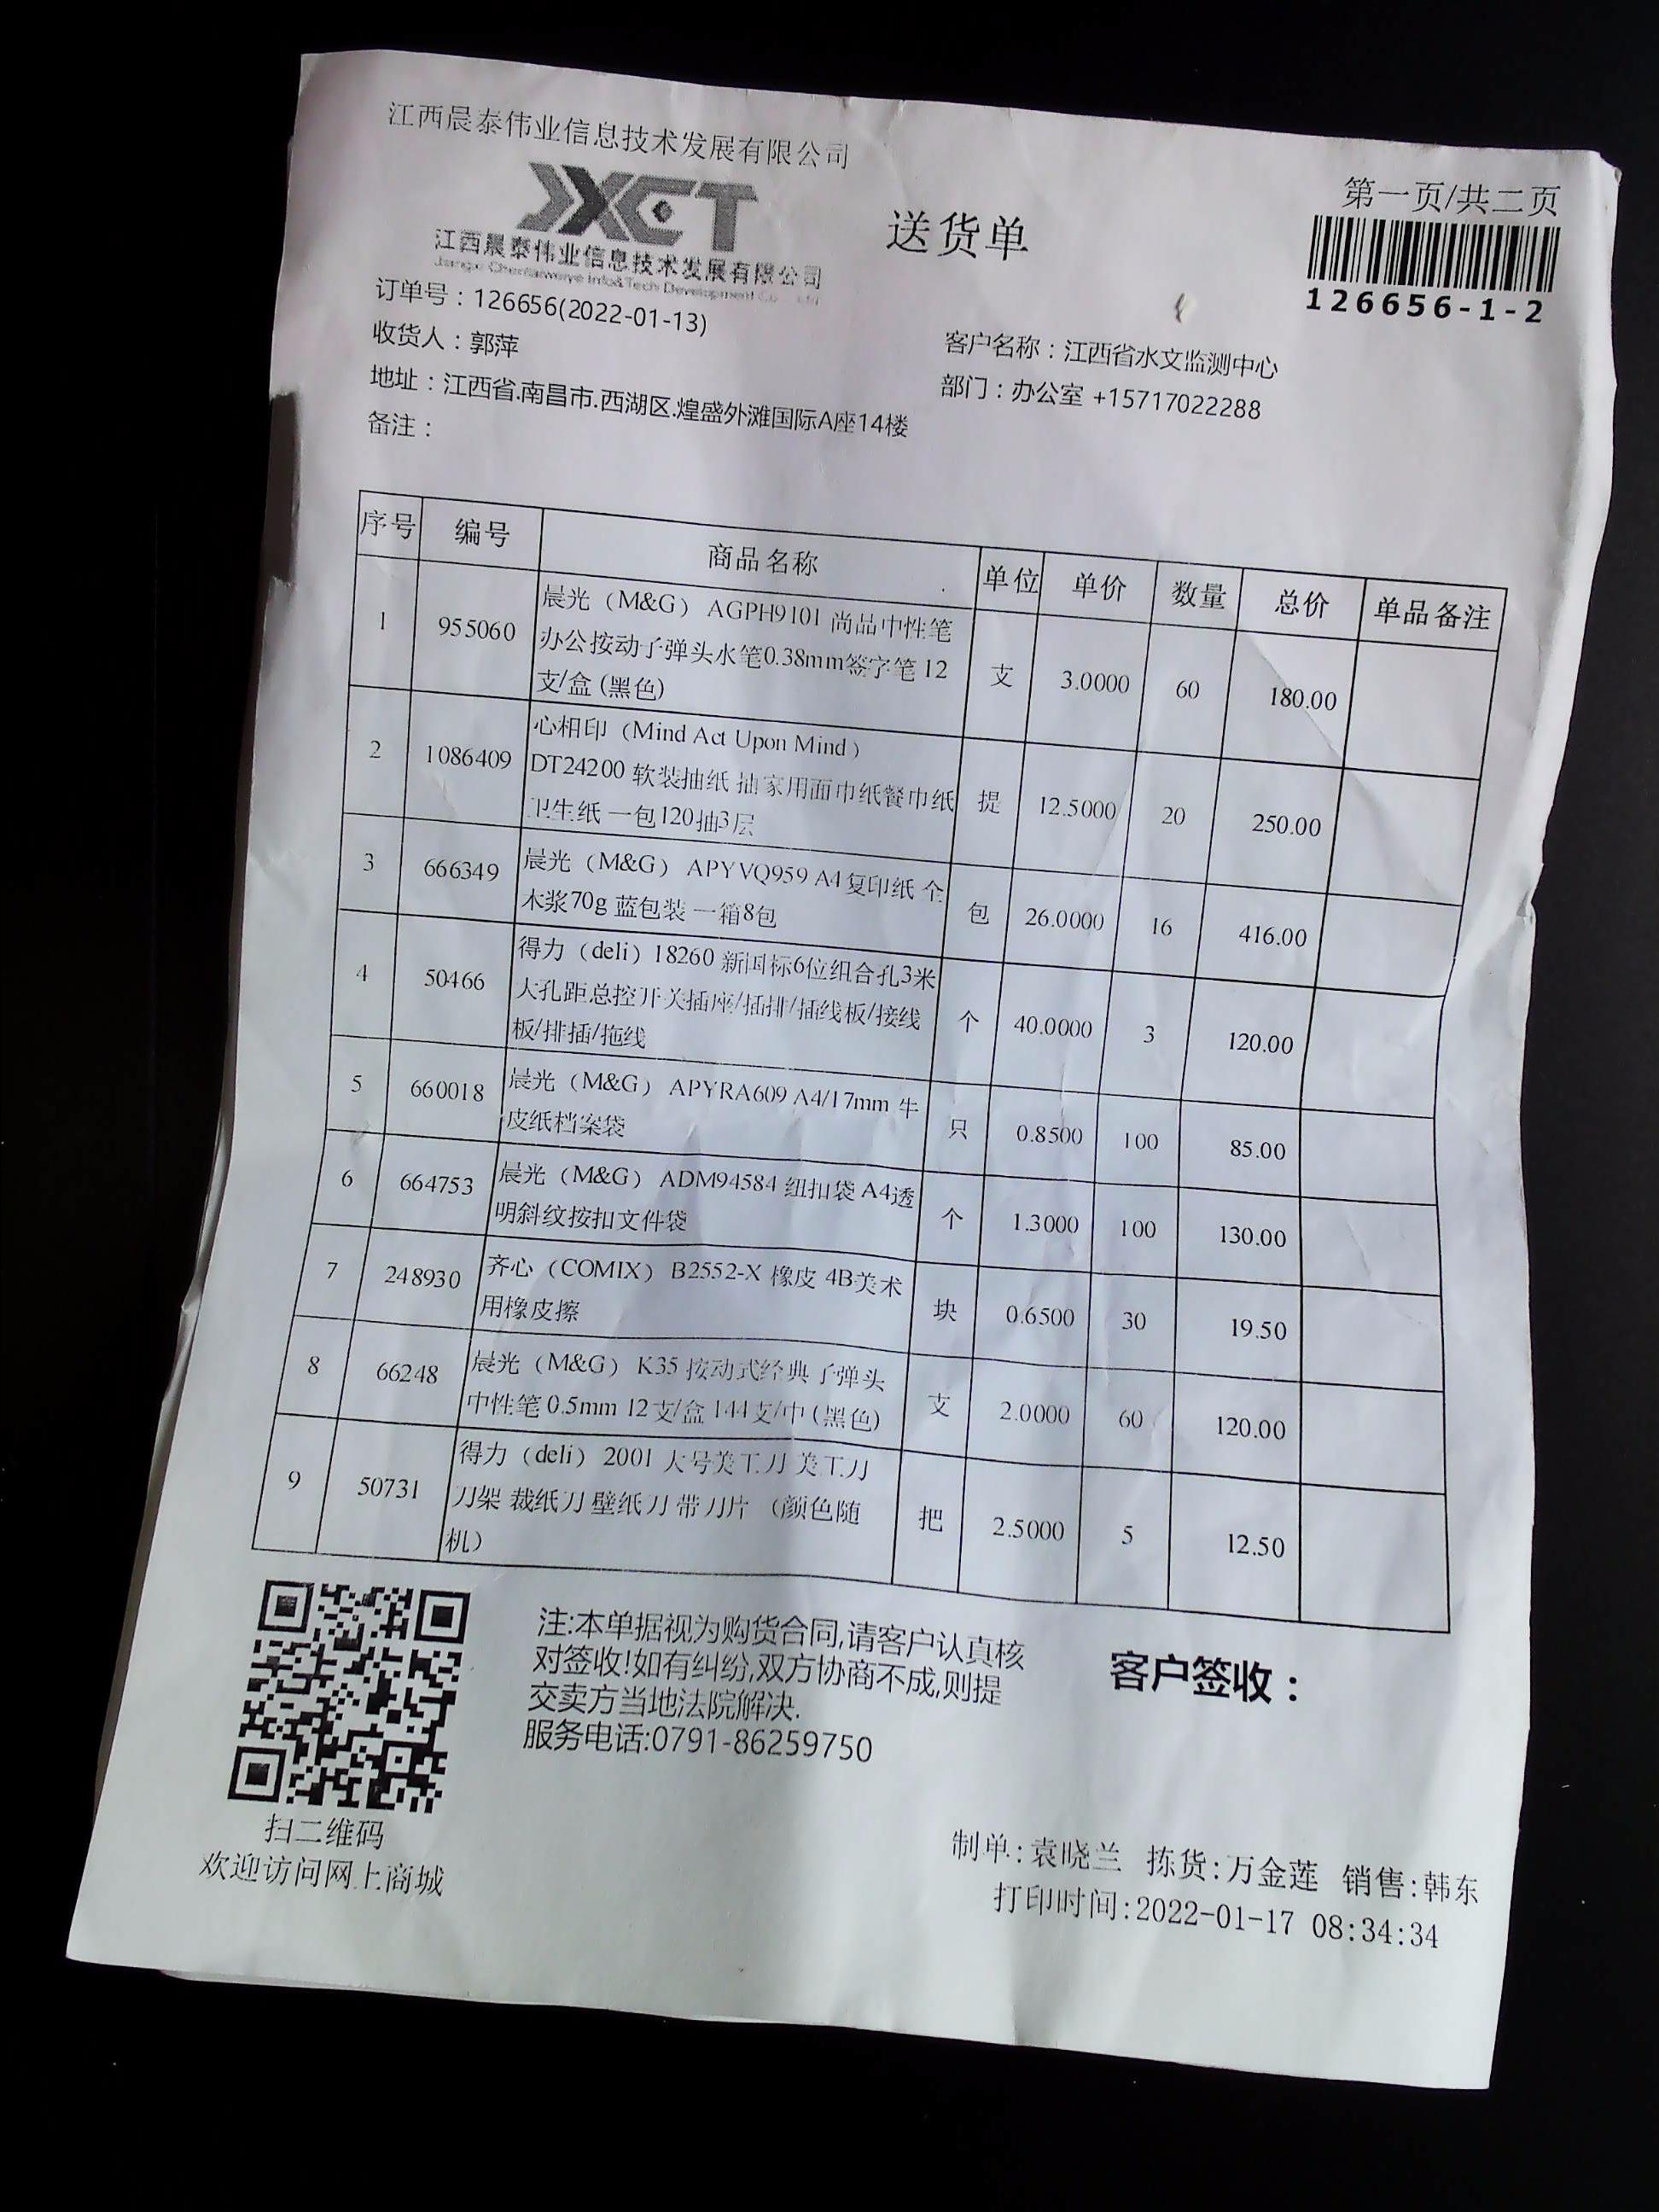 江西晨泰伟业信息技术发展有限公司
第一页/共二页
JXCT
送货单
江西晨泰伟业信息技术发展有限公司
Jiangxi Chentaiweiye Info&Tech Development Co., Ltd
126656-1-2
订单号：126656(2022-01-13)
收货人：郭萍
客户名称：江西省水文监测中心
地址：江西省.南昌市.西湖区.煌盛外滩国际A座14楼
部门：办公室 +15717022288
备注：
序号 编号 商品名称 单位 单价 数量 总价 单品备注
1 955060 晨光（M&G） AGPH9101 尚品中性笔
办公按动子弹头水笔0.38mm签字笔 12
支/盒 (黑色) 支 3.0000 60 180.00
2 1086409 心相印（Mind Act Upon Mind）
DT24200 软装抽纸 抽家用面巾纸餐巾纸
卫生纸 一包120抽3层 提 12.5000 20 250.00
3 666349 晨光（M&G） APYVQ959 A4复印纸 全
木浆70g 蓝包装 一箱8包 包 26.0000 16 416.00
4 50466 得力（deli）18260 新国标6位组合孔3米
大孔距总控开关插座/插排/插线板/接线
板/排插/拖线 个 40.0000 3 120.00
5 660018 晨光（M&G） APYRA609 A4/17mm 牛
皮纸档案袋 只 0.8500 100 85.00
6 664753 晨光（M&G） ADM94584 纽扣袋 A4透
明斜纹按扣文件袋 个 1.3000 100 130.00
7 248930 齐心（COMIX） B2552-X 橡皮 4B美术
用橡皮擦 块 0.6500 30 19.50
8 66248 晨光（M&G） K35 按动式经典子弹头
中性笔 0.5mm 12支/盒 144支/中 (黑色) 支 2.0000 60 120.00
9 50731 得力（deli） 2001 大号美工刀 美工刀
刀架 裁纸刀 壁纸刀 带刀片 （颜色随
机） 把 2.5000 5 12.50
注:本单据视为购货合同,请客户认真核
对签收!如有纠纷,双方协商不成,则提
交卖方当地法院解决.
服务电话:0791-86259750
客户签收：
扫二维码
欢迎访问网上商城
制单:袁晓兰 拣货:万金莲 销售:韩东
打印时间:2022-01-17 08:34:34